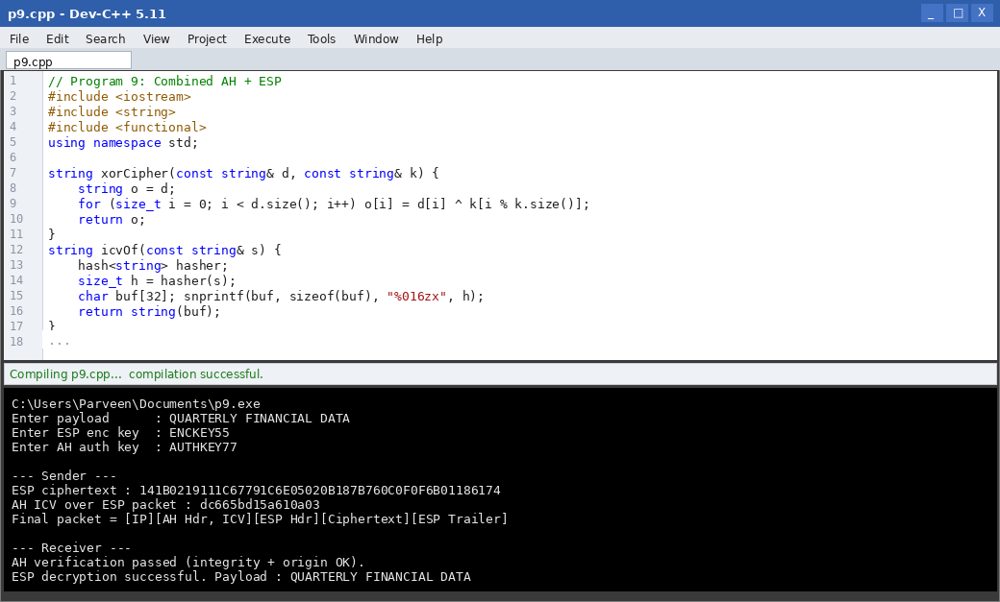 p9.cpp - Dev-C++ 5.11
_ □ X
File Edit Search View Project Execute Tools Window Help
p9.cpp
1 // Program 9: Combined AH + ESP
2 #include <iostream>
3 #include <string>
4 #include <functional>
5 using namespace std;
6
7 string xorCipher(const string& d, const string& k) {
8     string o = d;
9     for (size_t i = 0; i < d.size(); i++) o[i] = d[i] ^ k[i % k.size()];
10     return o;
11 }
12 string icvOf(const string& s) {
13     hash<string> hasher;
14     size_t h = hasher(s);
15     char buf[32]; snprintf(buf, sizeof(buf), "%016zx", h);
16     return string(buf);
17 }
18 ...
Compiling p9.cpp...  compilation successful.
C:\Users\Parveen\Documents\p9.exe
Enter payload      : QUARTERLY FINANCIAL DATA
Enter ESP enc key  : ENCKEY55
Enter AH auth key  : AUTHKEY77
--- Sender ---
ESP ciphertext : 141B0219111C67791C6E05020B187B760C0F0F6B01186174
AH ICV over ESP packet : dc665bd15a610a03
Final packet = [IP][AH Hdr, ICV][ESP Hdr][Ciphertext][ESP Trailer]
--- Receiver ---
AH verification passed (integrity + origin OK).
ESP decryption successful. Payload : QUARTERLY FINANCIAL DATA